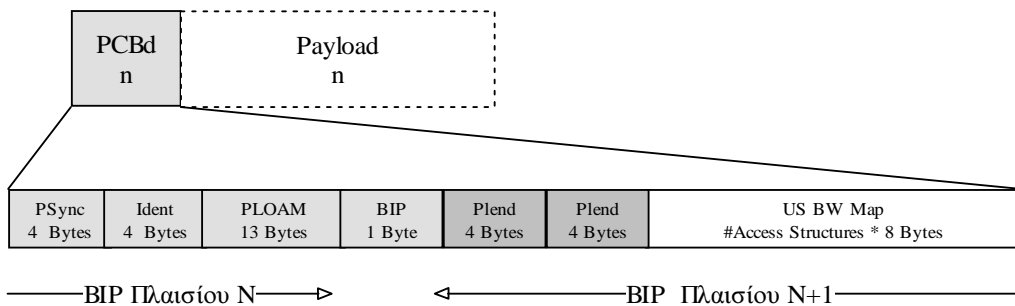 PCBd
n
Payload
n
PSync
4 Bytes
Ident
4 Bytes
PLOAM
13 Bytes
BIP
1 Byte
Plend
4 Bytes
Plend
4 Bytes
US BW Map
#Access Structures * 8 Bytes
BIP Πλαισίου N
BIP Πλαισίου N+1